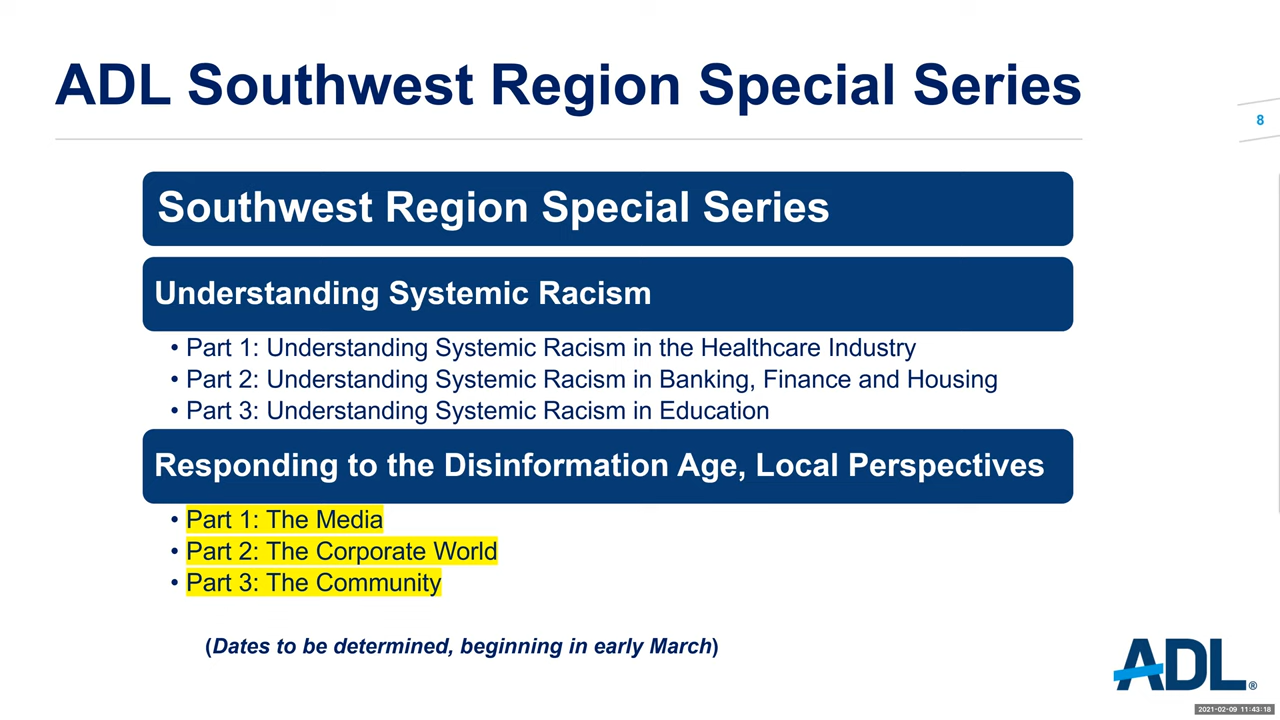 ADL Southwest Region Special Series
8
Southwest Region Special Series
Understanding Systemic Racism
• Part 1: Understanding Systemic Racism in the Healthcare Industry
• Part 2: Understanding Systemic Racism in Banking, Finance and Housing
• Part 3: Understanding Systemic Racism in Education
Responding to the Disinformation Age, Local Perspectives
• Part 1: The Media
• Part 2: The Corporate World
• Part 3: The Community
(Dates to be determined, beginning in early March)
ADL®
2021-02-09 11:43:18